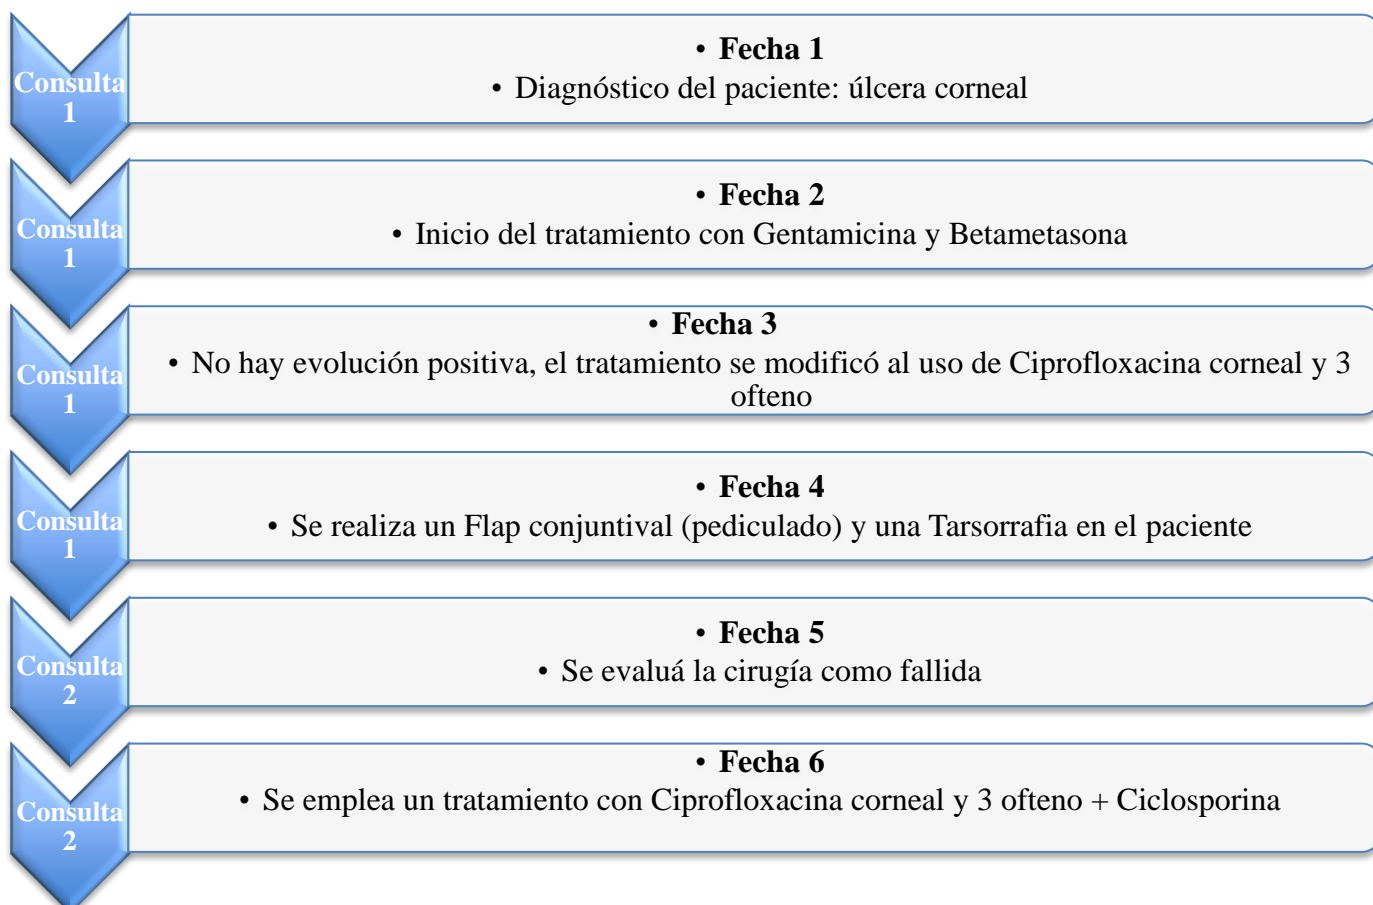 Consulta
1
• Fecha 1
• Diagnóstico del paciente: úlcera corneal
Consulta
1
• Fecha 2
• Inicio del tratamiento con Gentamicina y Betametasona
Consulta
1
• Fecha 3
• No hay evolución positiva, el tratamiento se modificó al uso de Ciprofloxacina corneal y 3
ofteno
Consulta
1
• Fecha 4
• Se realiza un Flap conjuntival (pediculado) y una Tarsorrafia en el paciente
Consulta
2
• Fecha 5
• Se evaluá la cirugía como fallida
Consulta
2
• Fecha 6
• Se emplea un tratamiento con Ciprofloxacina corneal y 3 ofteno + Ciclosporina